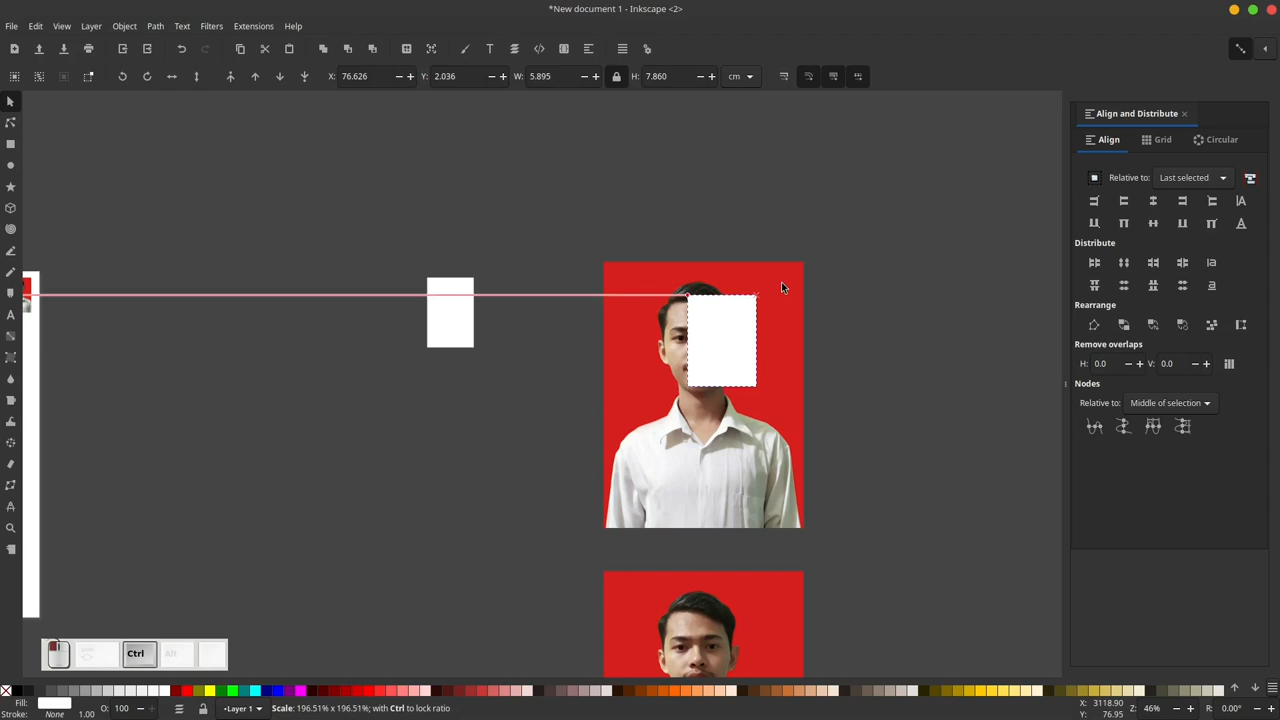 *New document 1 - Inkscape <2>
File Edit View Layer Object Path Text Filters Extensions Help
X: 76.626 Y: 2.036 W: 5.895 H: 7.860 cm
Align and Distribute
Align Grid Circular
Relative to: Last selected
Distribute
Rearrange
Remove overlaps
H: 0.0 V: 0.0
Nodes
Relative to: Middle of selection
Ctrl Alt
Fill:
Stroke: None 1.00
O: 100
Layer 1
Scale: 196.51% x 196.51%; with Ctrl to lock ratio
X: 3118.90
Y: 76.95
Z: 46%
R: 0.00°